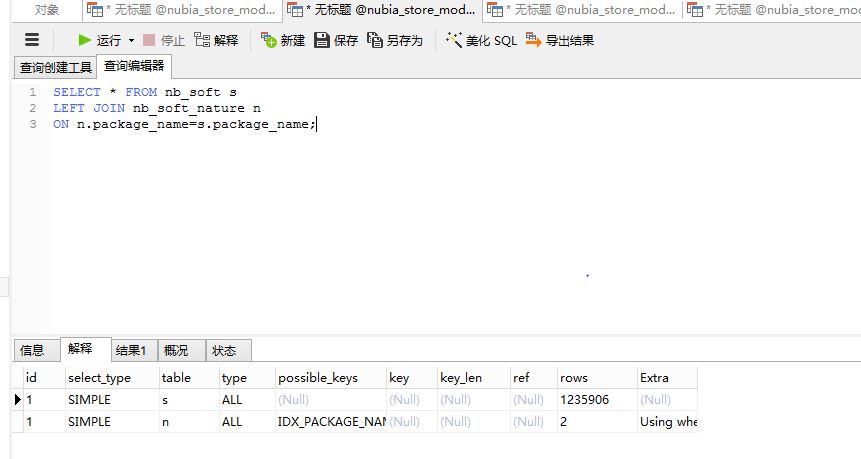 对象 * 无标题 @nubia_store_mod... * 无标题 @nubia_store_mod... * 无标题 @nubia_store_mod... * 无标题 @nubia_store_mod
运行 停止 解释 新建 保存 另存为 美化 SQL 导出结果
查询创建工具 查询编辑器
1 SELECT * FROM nb_soft s
2 LEFT JOIN nb_soft_nature n
3 ON n.package_name=s.package_name;
信息 解释 结果1 概况 状态
id select_type table type possible_keys key key_len ref rows Extra
1 SIMPLE s ALL (Null) (Null) (Null) (Null) 1235906 (Null)
1 SIMPLE n ALL IDX_PACKAGE_NAM (Null) (Null) (Null) 2 Using whe